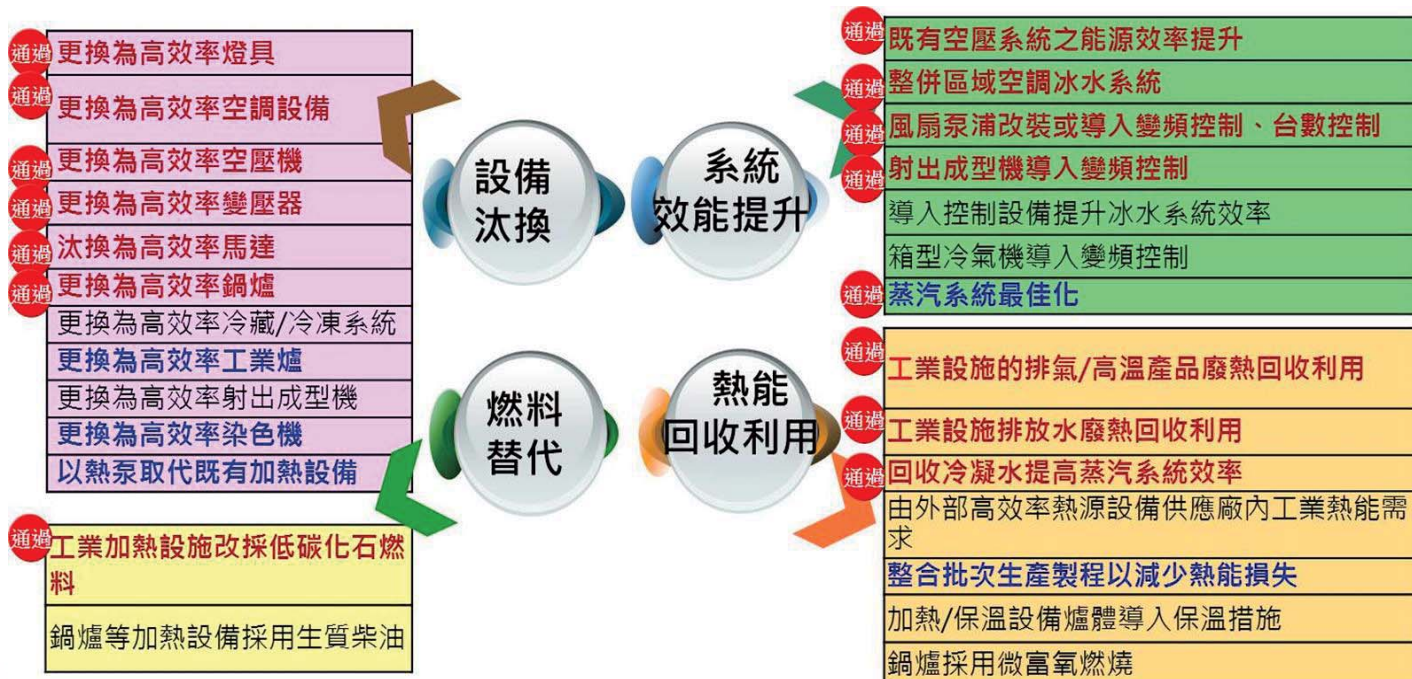 通過 更換為高效率燈具
通過 更換為高效率空調設備
通過 更換為高效率空壓機
通過 更換為高效率變壓器
通過 汰換為高效率馬達
通過 更換為高效率鍋爐
更換為高效率冷藏/冷凍系統
更換為高效率工業爐
更換為高效率射出成型機
更換為高效率染色機
以熱泵取代既有加熱設備
通過 工業加熱設施改採低碳化石燃
料
鍋爐等加熱設備採用生質柴油
設備
汰換
系統
效能提升
燃料
替代
熱能
回收利用
通過 既有空壓系統之能源效率提升
通過 整併區域空調冰水系統
通過 風扇泵浦改裝或導入變頻控制、台數控制
通過 射出成型機導入變頻控制
導入控制設備提升冰水系統效率
箱型冷氣機導入變頻控制
通過 蒸汽系統最佳化
通過 工業設施的排氣/高溫產品廢熱回收利用
通過 工業設施排放水廢熱回收利用
通過 回收冷凝水提高蒸汽系統效率
由外部高效率熱源設備供應廠內工業熱能需
求
整合批次生產製程以減少熱能損失
加熱/保溫設備爐體導入保溫措施
鍋爐採用微富氧燃燒